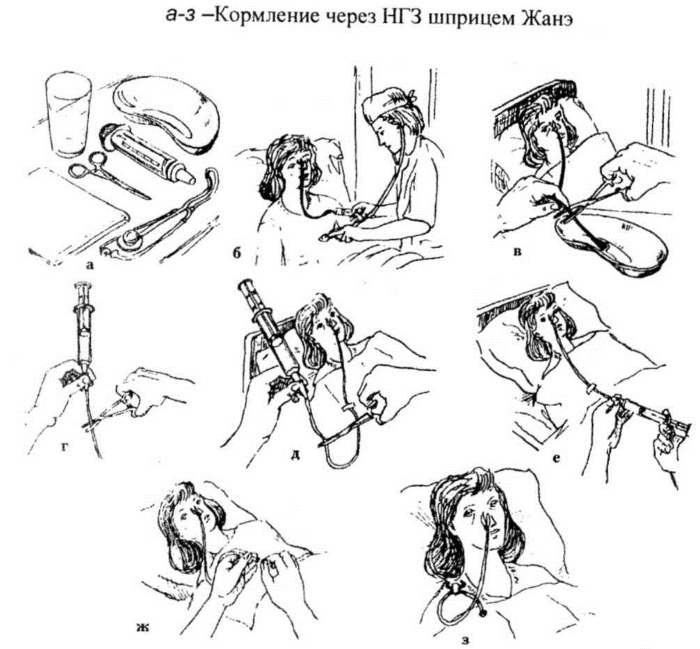 а-з –Кормление через НГЗ шприцем Жанэ
а
б
в
г
д
е
ж
з